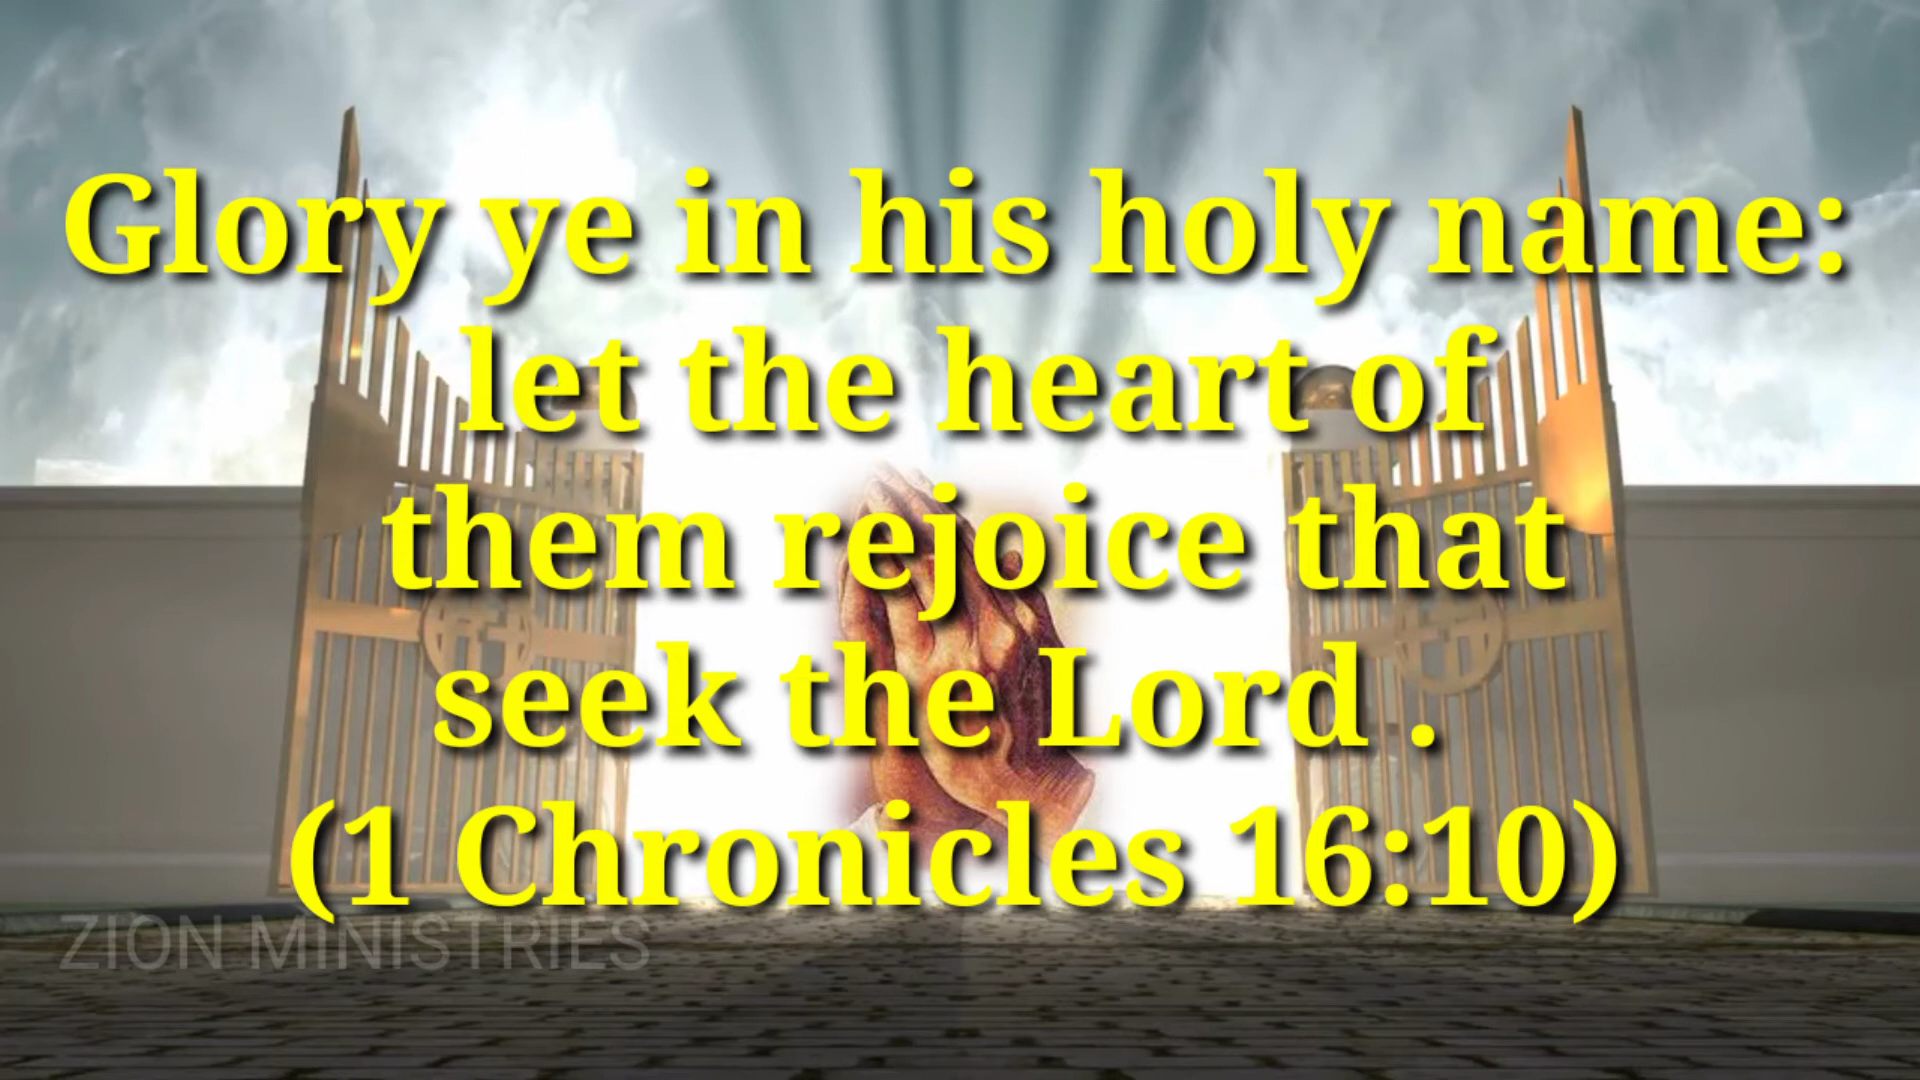 Glory ye in his holy name:
let the heart of
them rejoice that
seek the Lord .
(1 Chronicles 16:10)
ZION MINISTRIES